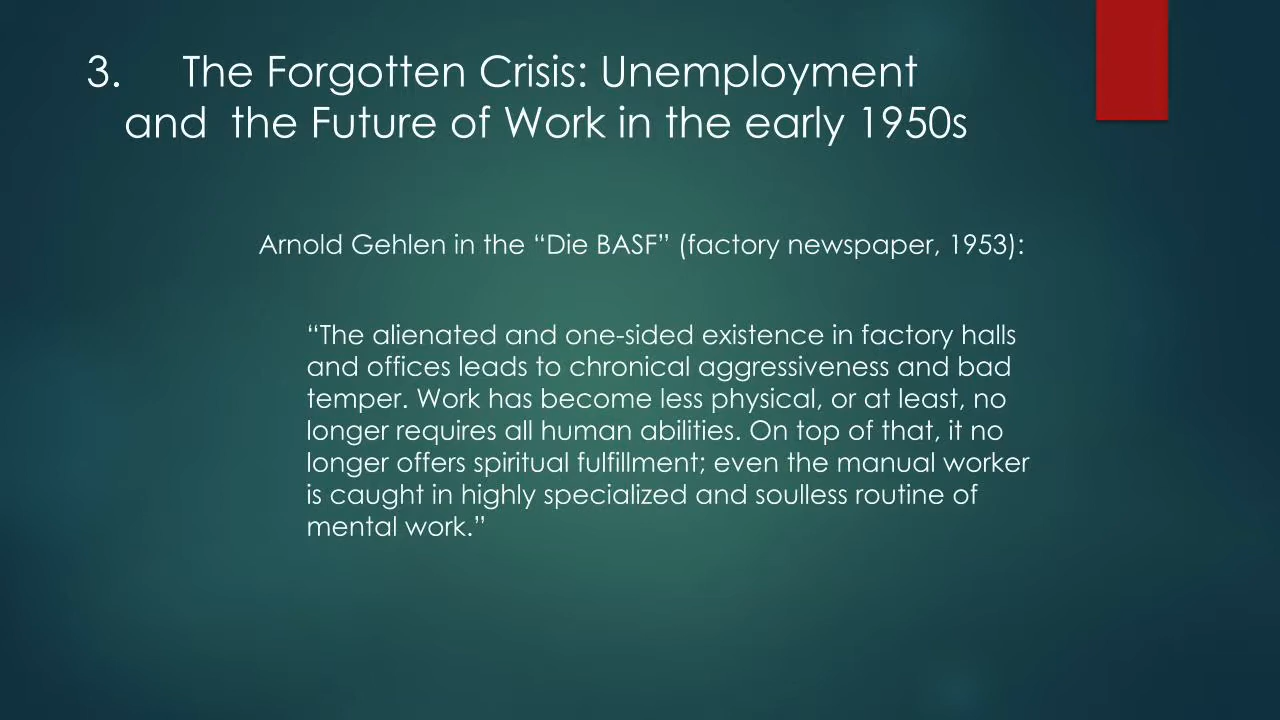 3. The Forgotten Crisis: Unemployment
and the Future of Work in the early 1950s
Arnold Gehlen in the “Die BASF” (factory newspaper, 1953):
“The alienated and one-sided existence in factory halls
and offices leads to chronical aggressiveness and bad
temper. Work has become less physical, or at least, no
longer requires all human abilities. On top of that, it no
longer offers spiritual fulfillment; even the manual worker
is caught in highly specialized and soulless routine of
mental work.”